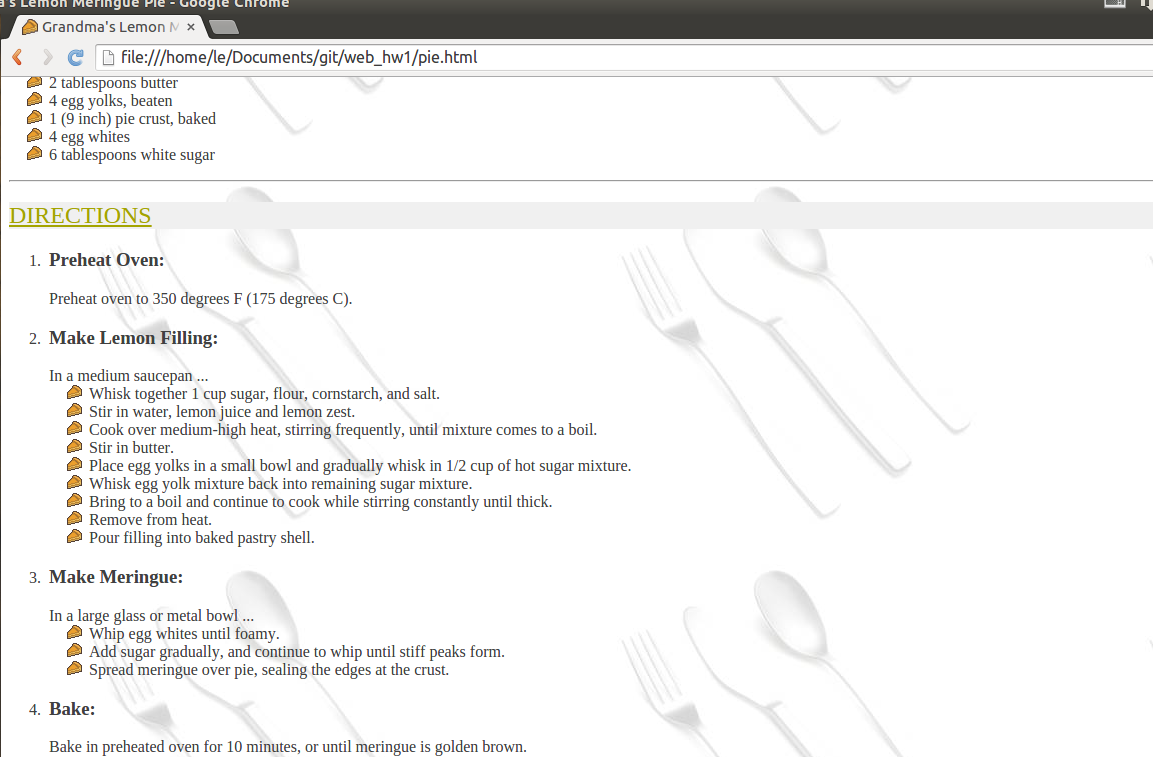 a's Lemon Meringue Pie - Google Chrome
Grandma's Lemon M
file:///home/le/Documents/git/web_hw1/pie.html
2 tablespoons butter
4 egg yolks, beaten
1 (9 inch) pie crust, baked
4 egg whites
6 tablespoons white sugar
DIRECTIONS
1. Preheat Oven:
Preheat oven to 350 degrees F (175 degrees C).
2. Make Lemon Filling:
In a medium saucepan ...
Whisk together 1 cup sugar, flour, cornstarch, and salt.
Stir in water, lemon juice and lemon zest.
Cook over medium-high heat, stirring frequently, until mixture comes to a boil.
Stir in butter.
Place egg yolks in a small bowl and gradually whisk in 1/2 cup of hot sugar mixture.
Whisk egg yolk mixture back into remaining sugar mixture.
Bring to a boil and continue to cook while stirring constantly until thick.
Remove from heat.
Pour filling into baked pastry shell.
3. Make Meringue:
In a large glass or metal bowl ...
Whip egg whites until foamy.
Add sugar gradually, and continue to whip until stiff peaks form.
Spread meringue over pie, sealing the edges at the crust.
4. Bake:
Bake in preheated oven for 10 minutes, or until meringue is golden brown.